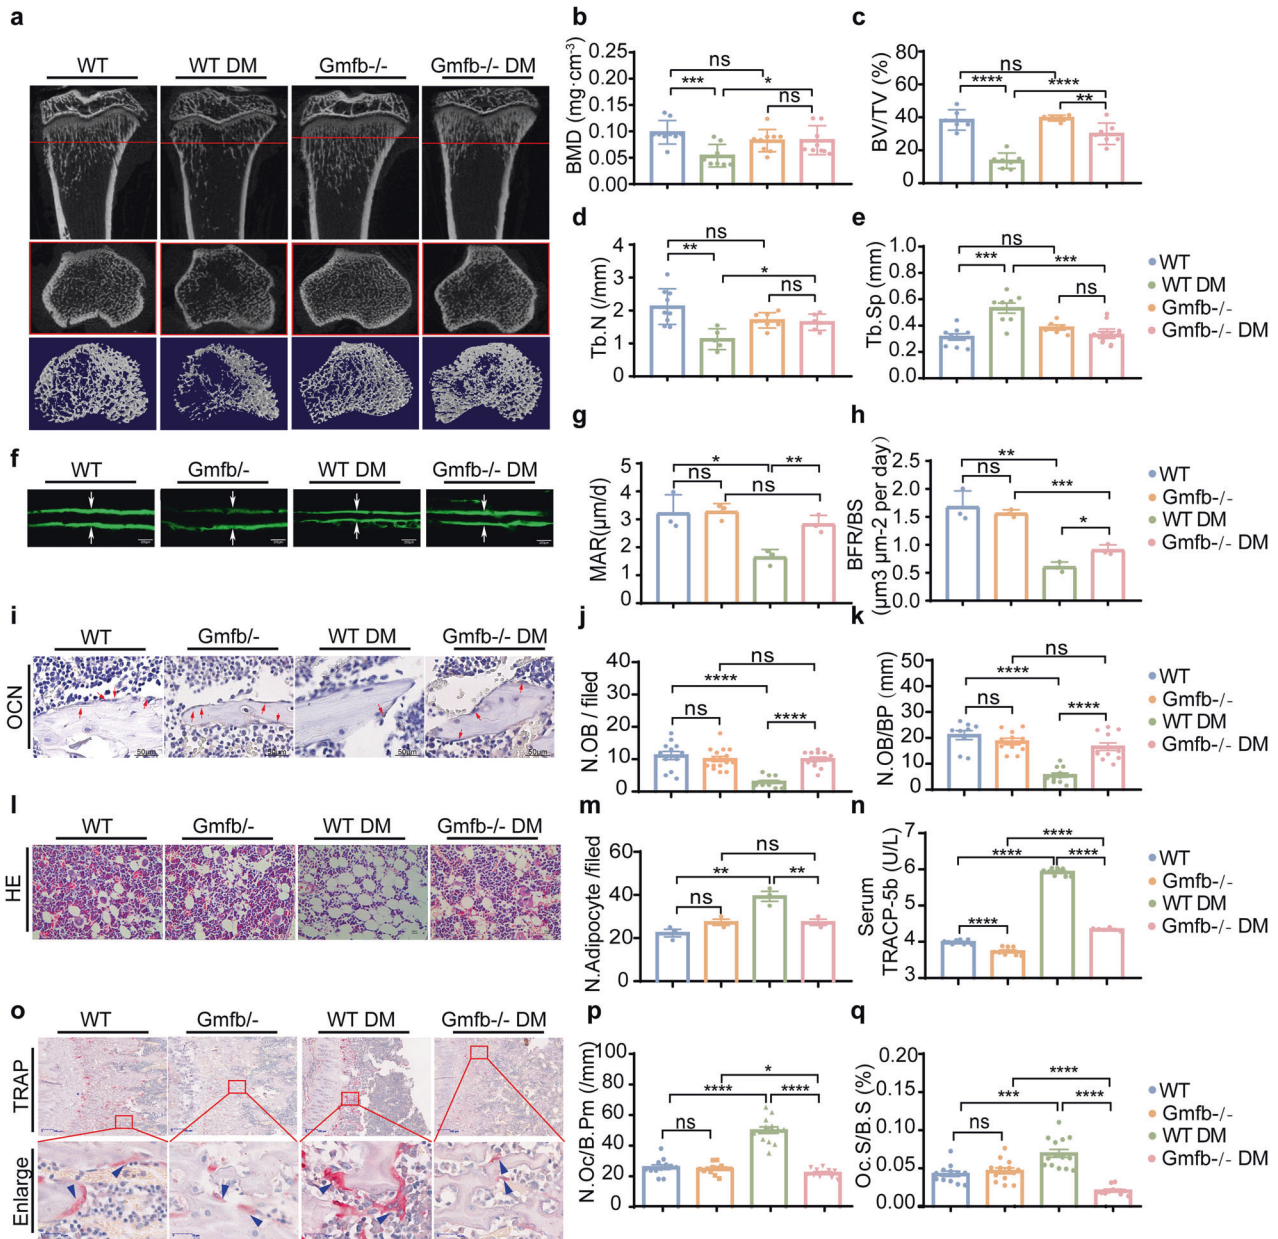 a
WT
WT DM
Gmfb-/-
Gmfb-/- DM
b
BMD (mg·cm⁻³)
0.25
0.20
0.15
0.10
0.05
0.00
ns
***
*
ns
c
BV/TV (%)
80
60
40
20
0
ns
****
****
**
d
Tb.N (/mm)
4
3
2
1
0
ns
**
*
ns
e
Tb.Sp (mm)
1.0
0.8
0.6
0.4
0.2
0.0
ns
***
***
ns
WT
WT DM
Gmfb-/-
Gmfb-/- DM
f
WT
Gmfb/-
WT DM
Gmfb-/- DM
g
MAR(μm/d)
5
4
3
2
1
0
*
**
ns
ns
h
BFR/BS
(μm3 μm-2 per day)
2.5
2.0
1.5
1.0
0.5
0.0
**
ns
***
*
WT
Gmfb-/-
WT DM
Gmfb-/- DM
i
WT
Gmfb/-
WT DM
Gmfb-/- DM
OCN
50μm
50μm
50μm
50μm
j
N.OB / filed
40
30
20
10
0
ns
****
ns
****
k
N.OB/BP (mm)
50
40
30
20
10
0
ns
****
ns
****
WT
Gmfb-/-
WT DM
Gmfb-/- DM
l
WT
Gmfb/-
WT DM
Gmfb-/- DM
HE
m
N.Adipocyte /filed
60
40
20
0
ns
**
**
ns
n
Serum
TRACP-5b (U/L)
7
6
5
4
3
****
****
****
****
WT
Gmfb-/-
WT DM
Gmfb-/- DM
o
WT
Gmfb/-
WT DM
Gmfb-/- DM
TRAP
Enlarge
p
N.Oc/B.Pm (/mm)
100
80
60
40
20
0
*
****
****
ns
q
Oc.S/B.S (%)
0.20
0.15
0.10
0.05
0.00
****
***
****
ns
WT
Gmfb-/-
WT DM
Gmfb-/- DM